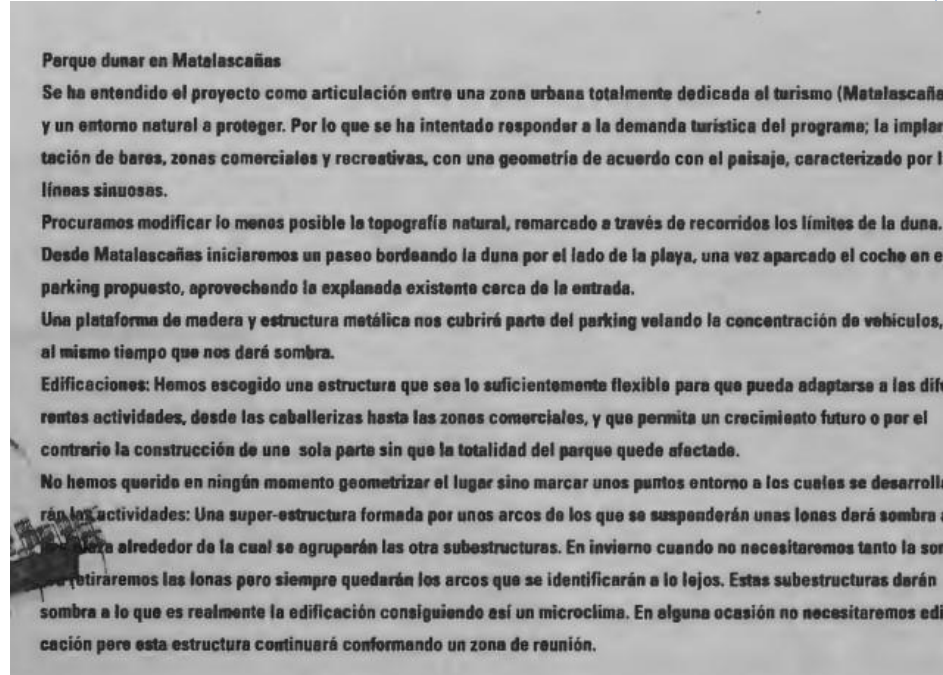 Parque dunar en Matalascañas
Se ha entendido el proyecto como articulación entre una zona urbana totalmente dedicada al turismo (Matalascaña
y un entorno natural a proteger. Por lo que se ha intentado responder a la demanda turística del programa; la implan
tación de bares, zonas comerciales y recreativas, con una geometría de acuerdo con el paisaje, caracterizado por l
líneas sinuosas.
Procuramos modificar lo menos posible la topografía natural, remarcado a través de recorridos los límites de la duna.
Desde Matalascañas iniciaremos un paseo bordeando la duna por el lado de la playa, una vez aparcado el coche en e
parking propuesto, aprovechando la explanada existente cerca de la entrada.
Una plataforma de madera y estructura metálica nos cubrirá parte del parking velando la concentración de vehiculos,
al mismo tiempo que nos dará sombra.
Edificaciones: Hemos escogido una estructura que sea lo suficientemente flexible para que pueda adaptarse a las dife
rentes actividades, desde las caballerizas hasta las zonas comerciales, y que permita un crecimiento futuro o por el
contrario la construcción de una sola parte sin que la totalidad del parque quede afectada.
No hemos querido en ningún momento geometrizar el lugar sino marcar unos puntos entorno a los cuales se desarrolla
rán las actividades: Una super-estructura formada por unos arcos de los que se suspenderán unas lonas dará sombra a
alrededor de la cual se agruparán las otra subestructuras. En invierno cuando no necesitaremos tanto la som
retiraremos las lonas pero siempre quedarán los arcos que se identificarán a lo lejos. Estas subestructuras darán
sombra a lo que es realmente la edificación consiguiendo así un microclima. En alguna ocasión no necesitaremos edi
cación pero esta estructura continuará conformando un zona de reunión.